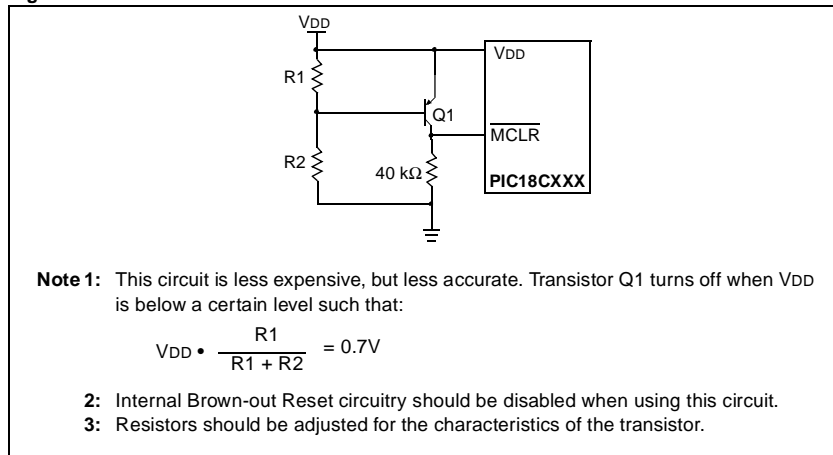 VDD
VDD
R1
Q1
MCLR
R2
40 kΩ
PIC18CXXX
Note 1: This circuit is less expensive, but less accurate. Transistor Q1 turns off when VDD
is below a certain level such that:
VDD • R1 / R1 + R2 = 0.7V
2: Internal Brown-out Reset circuitry should be disabled when using this circuit.
3: Resistors should be adjusted for the characteristics of the transistor.